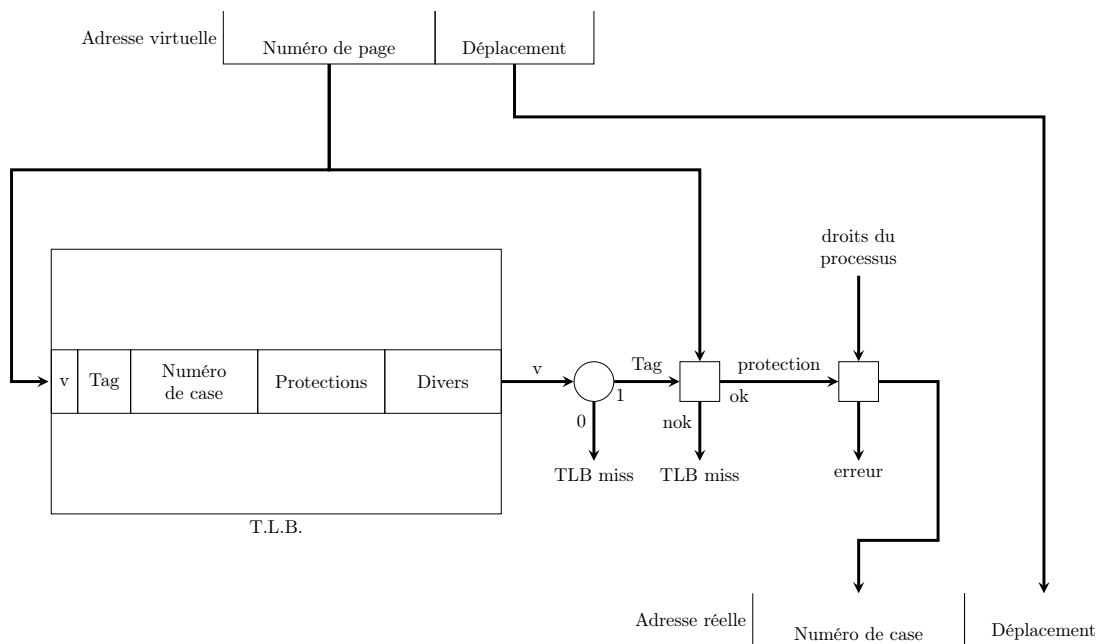 Adresse virtuelle
Numéro de page
Déplacement
droits du
processus
v
Tag
Numéro
de case
Protections
Divers
v
0
1
Tag
nok
protection
ok
TLB miss
TLB miss
erreur
T.L.B.
Adresse réelle
Numéro de case
Déplacement